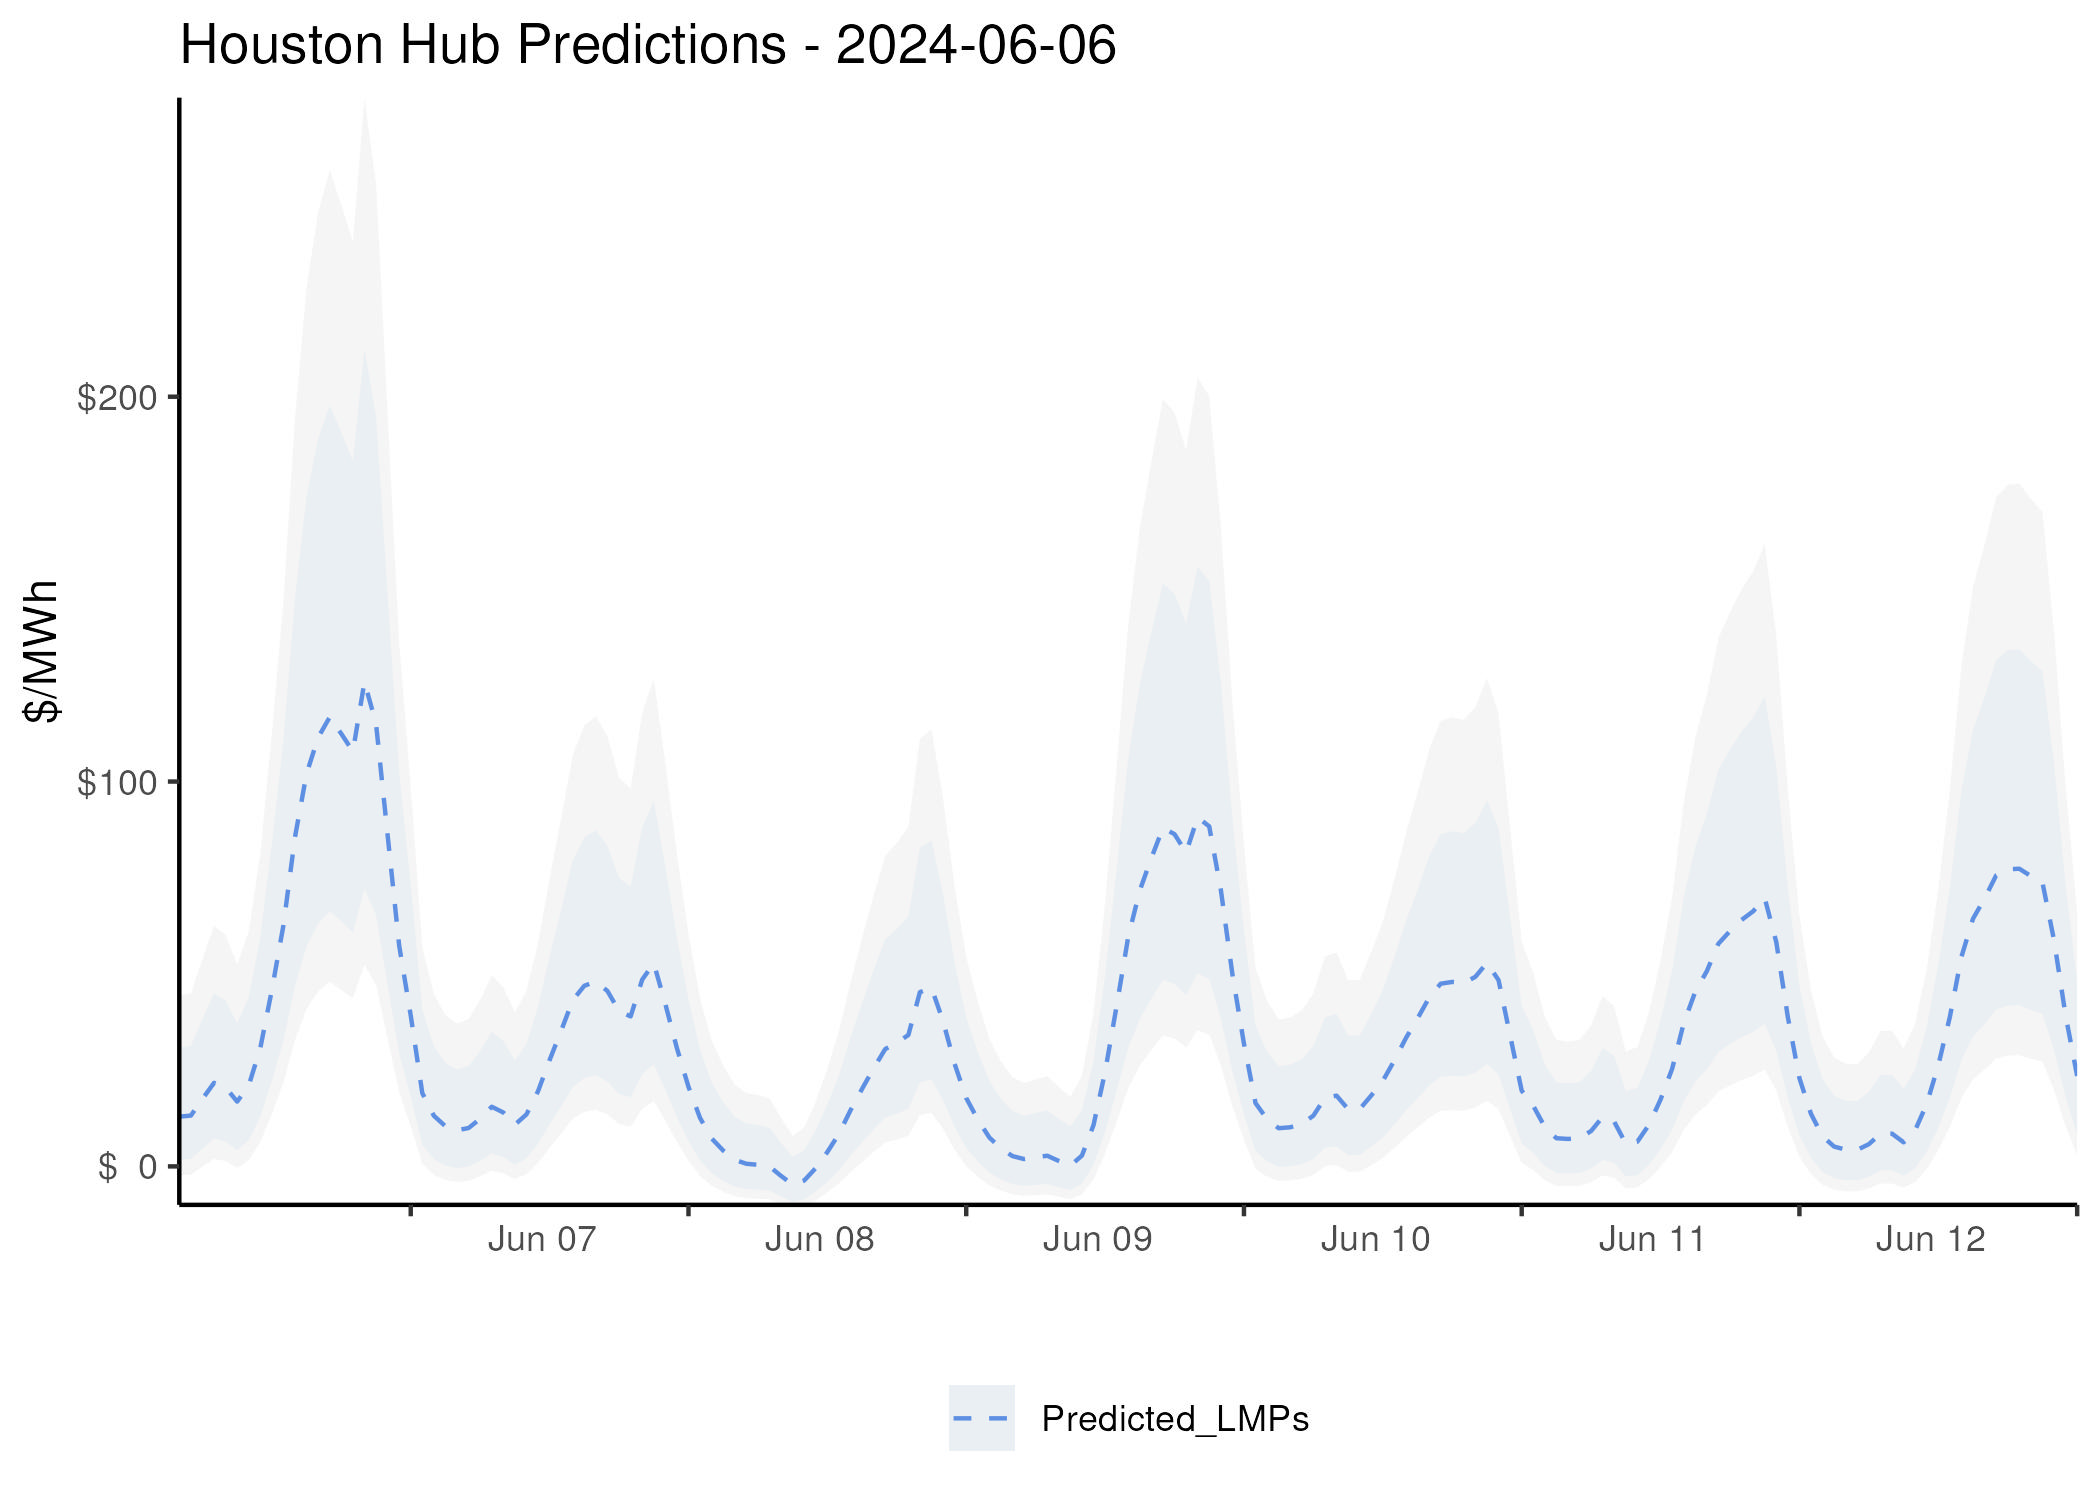 Houston Hub Predictions - 2024-06-06
$/MWh
$200
$100
$  0
Jun 07 Jun 08 Jun 09 Jun 10 Jun 11 Jun 12
Predicted_LMPs